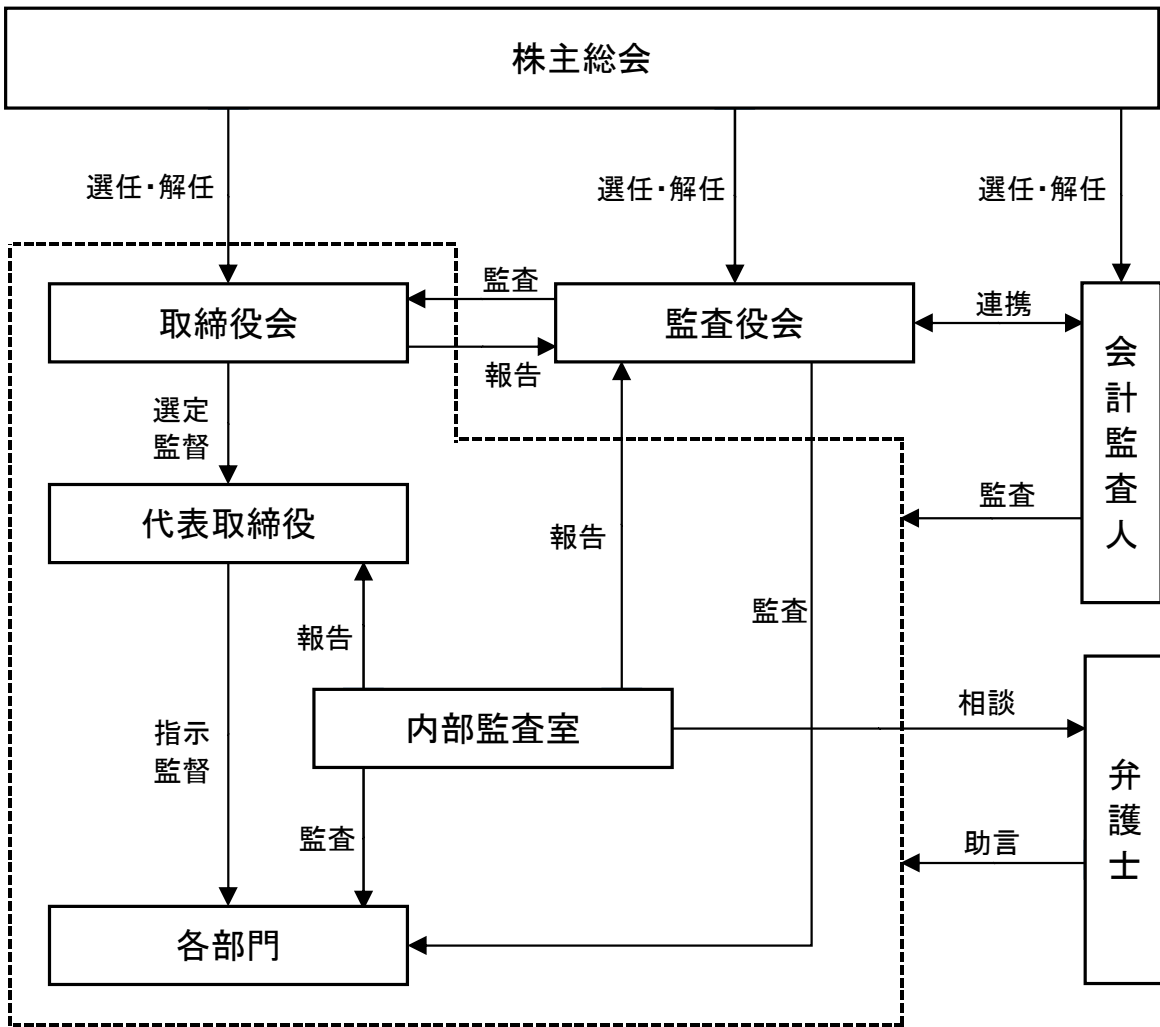 株主総会
選任・解任
選任・解任
選任・解任
取締役会
監査
報告
監査役会
連携
会計監査人
選定
監督
代表取締役
報告
監査
監査
報告
内部監査室
相談
指示
監督
監査
助言
弁護士
各部門